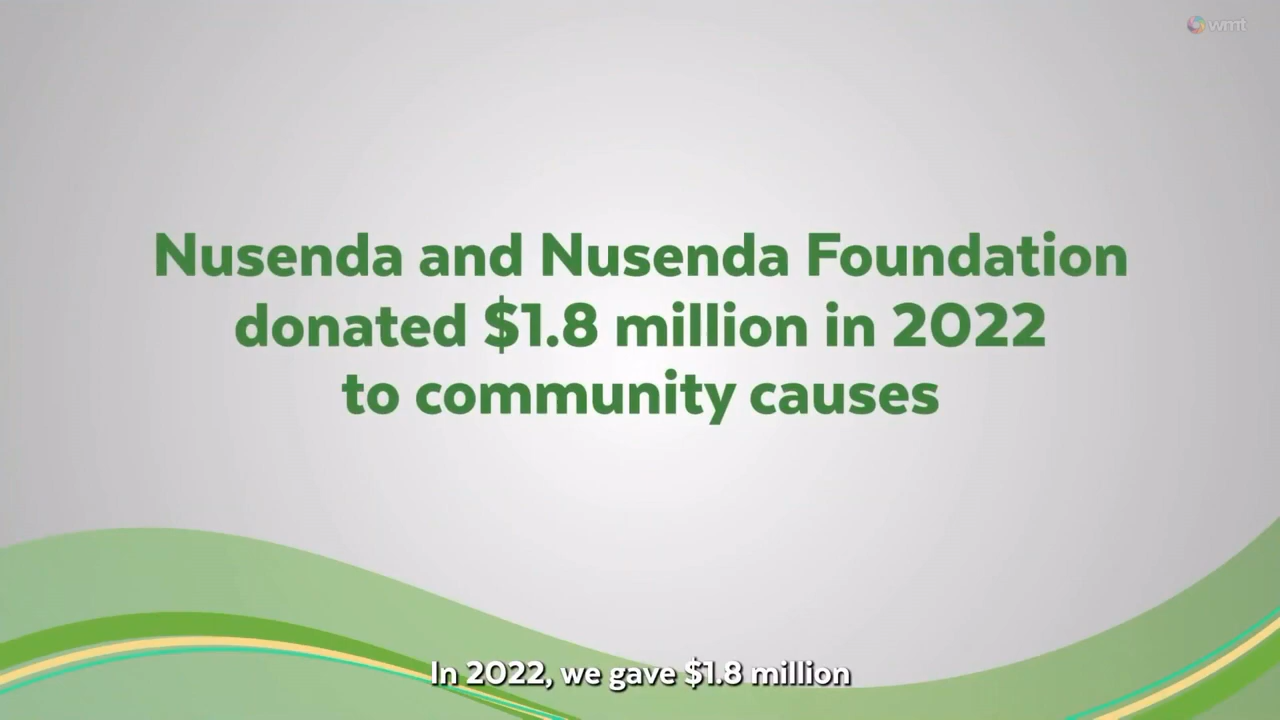 wmt
Nusenda and Nusenda Foundation
donated $1.8 million in 2022
to community causes
In 2022, we gave $1.8 million